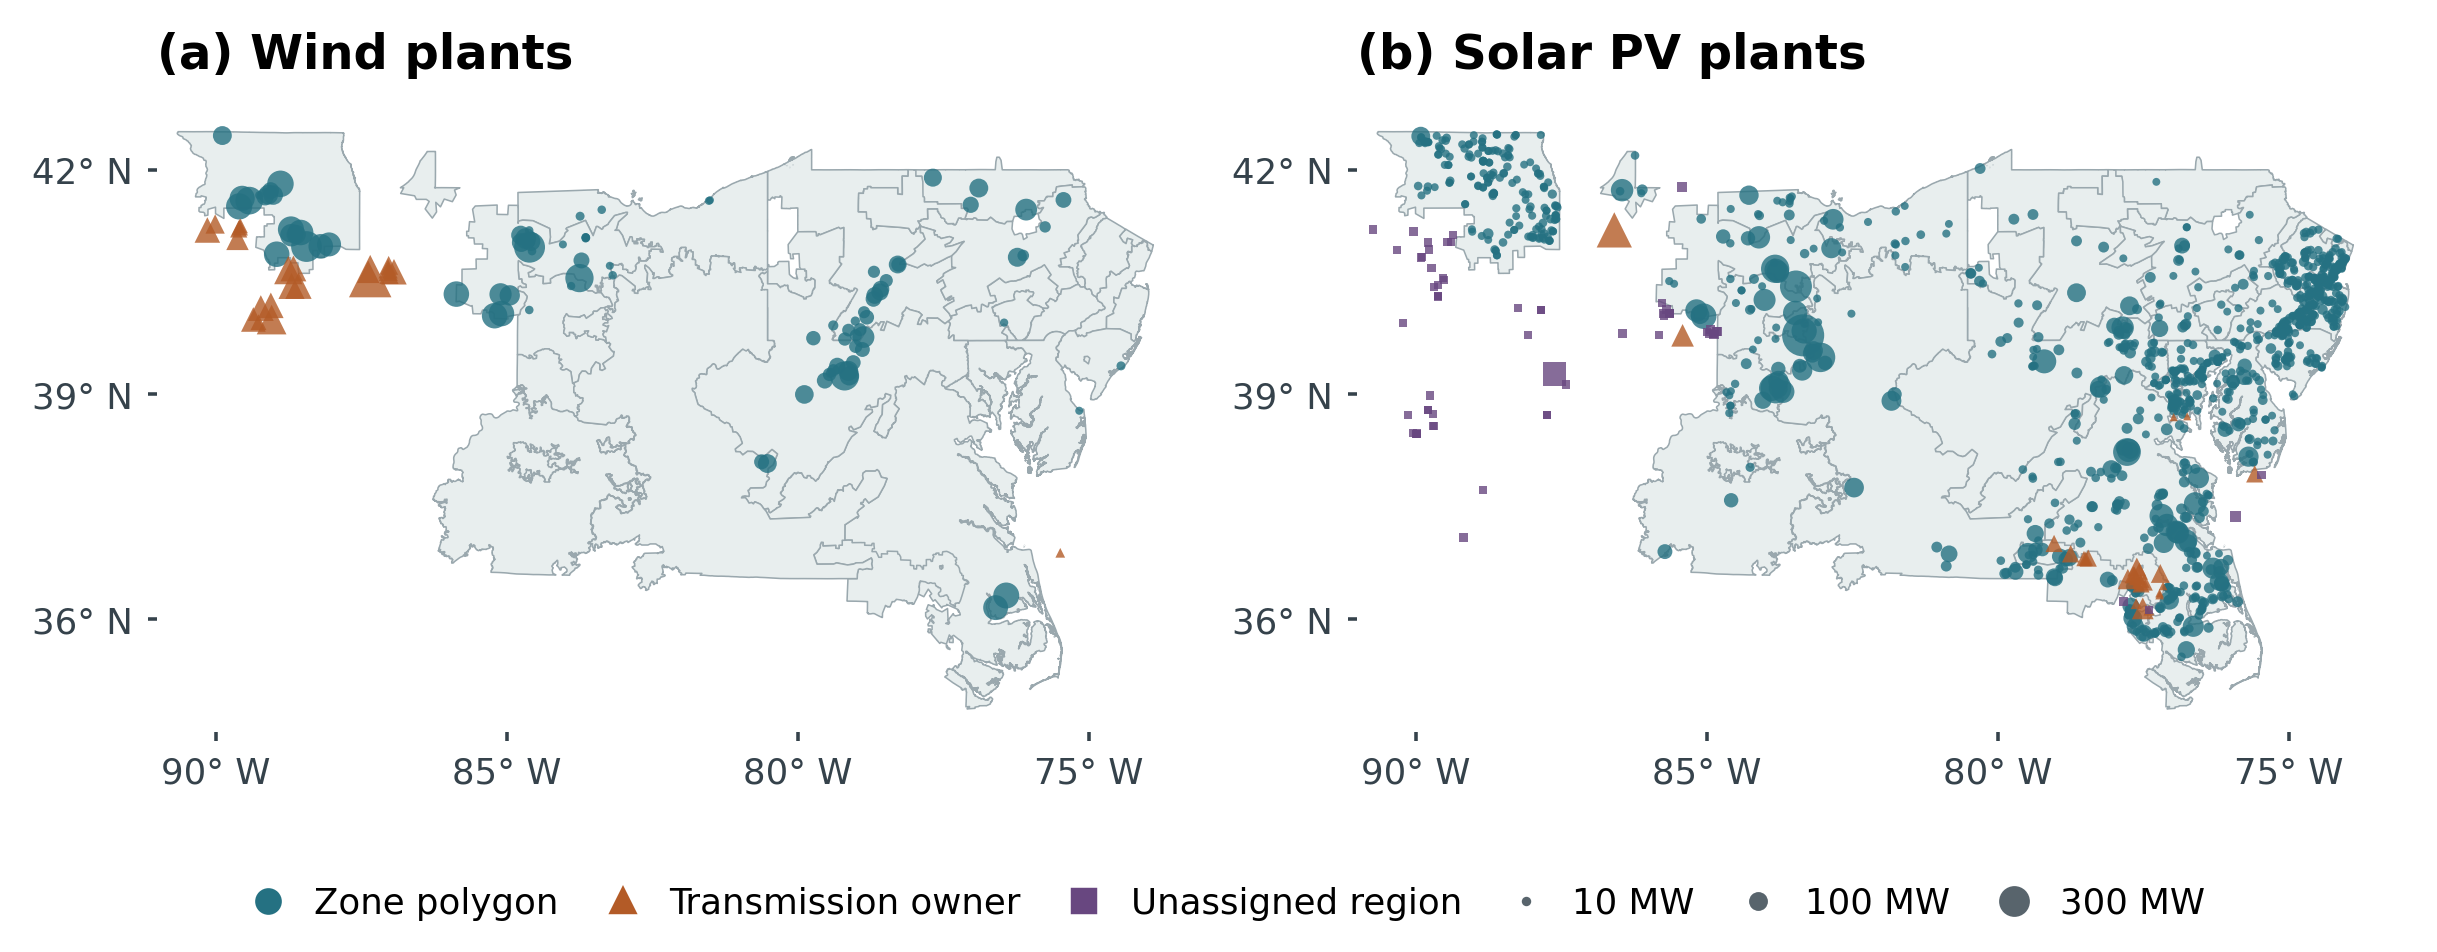 (a) Wind plants
(b) Solar PV plants
42° N
39° N
36° N
90° W
85° W
80° W
75° W
42° N
39° N
36° N
90° W
85° W
80° W
75° W
Zone polygon
Transmission owner
Unassigned region
10 MW
100 MW
300 MW